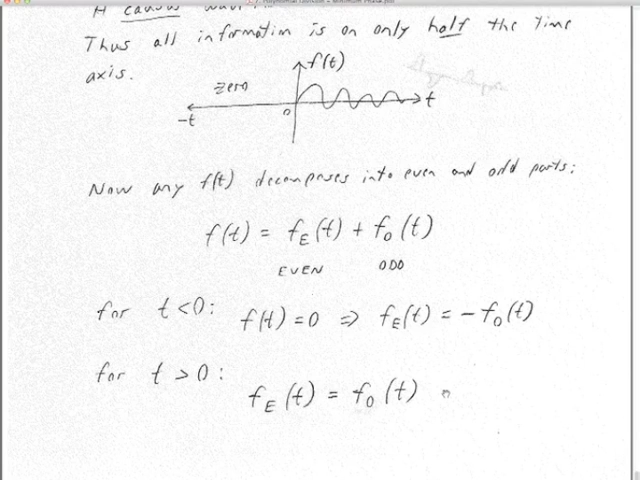 A causal
Thus all information is on only half the time
axis.
f(t)
zero
-t
0
t
Now any f(t) decomposes into even and odd parts:
f(t) = f_E(t) + f_O(t)
EVEN ODD
for t<0: f(t)=0 ⇒ f_E(t) = -f_O(t)
for t>0:
f_E(t) = f_O(t)